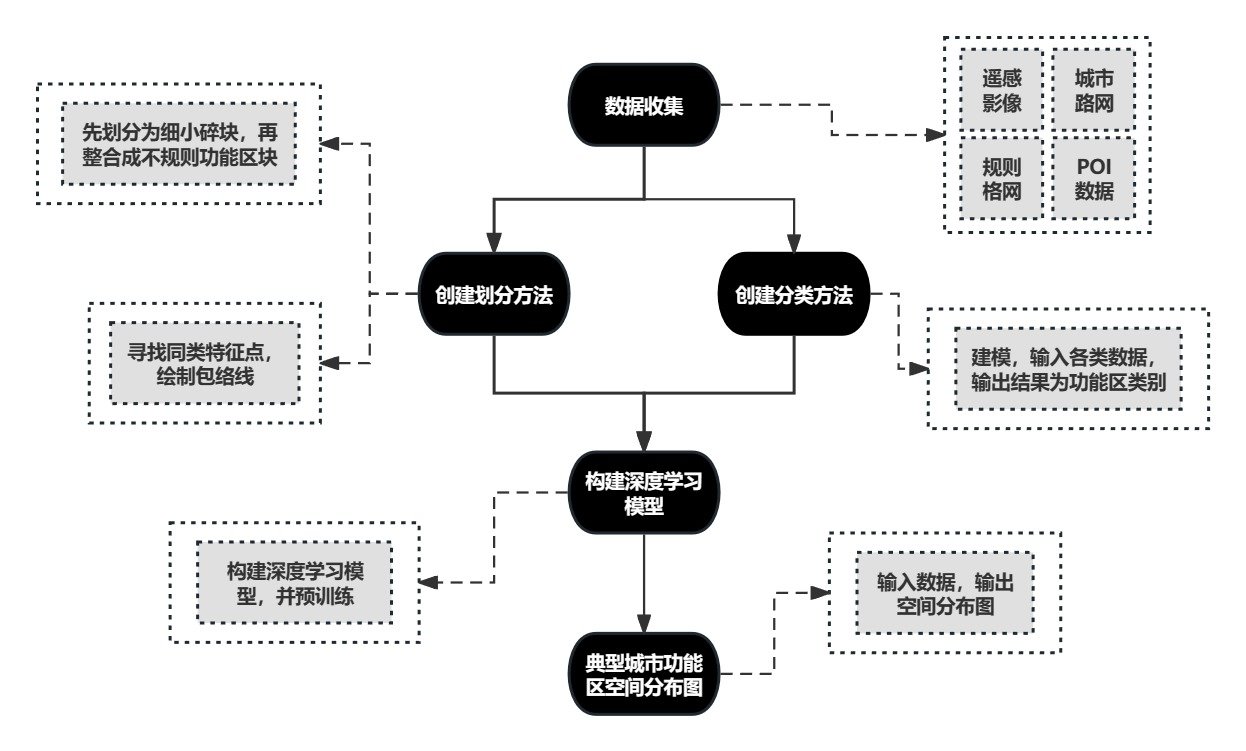 数据收集
遥感
影像
城市
路网
规则
格网
POI
数据
先划分为细小碎块，再
整合成不规则功能区块
创建划分方法
创建分类方法
寻找同类特征点，
绘制包络线
建模，输入各类数据，
输出结果为功能区类别
构建深度学习
模型
构建深度学习模
型，并预训练
输入数据，输出
空间分布图
典型城市功能
区空间分布图